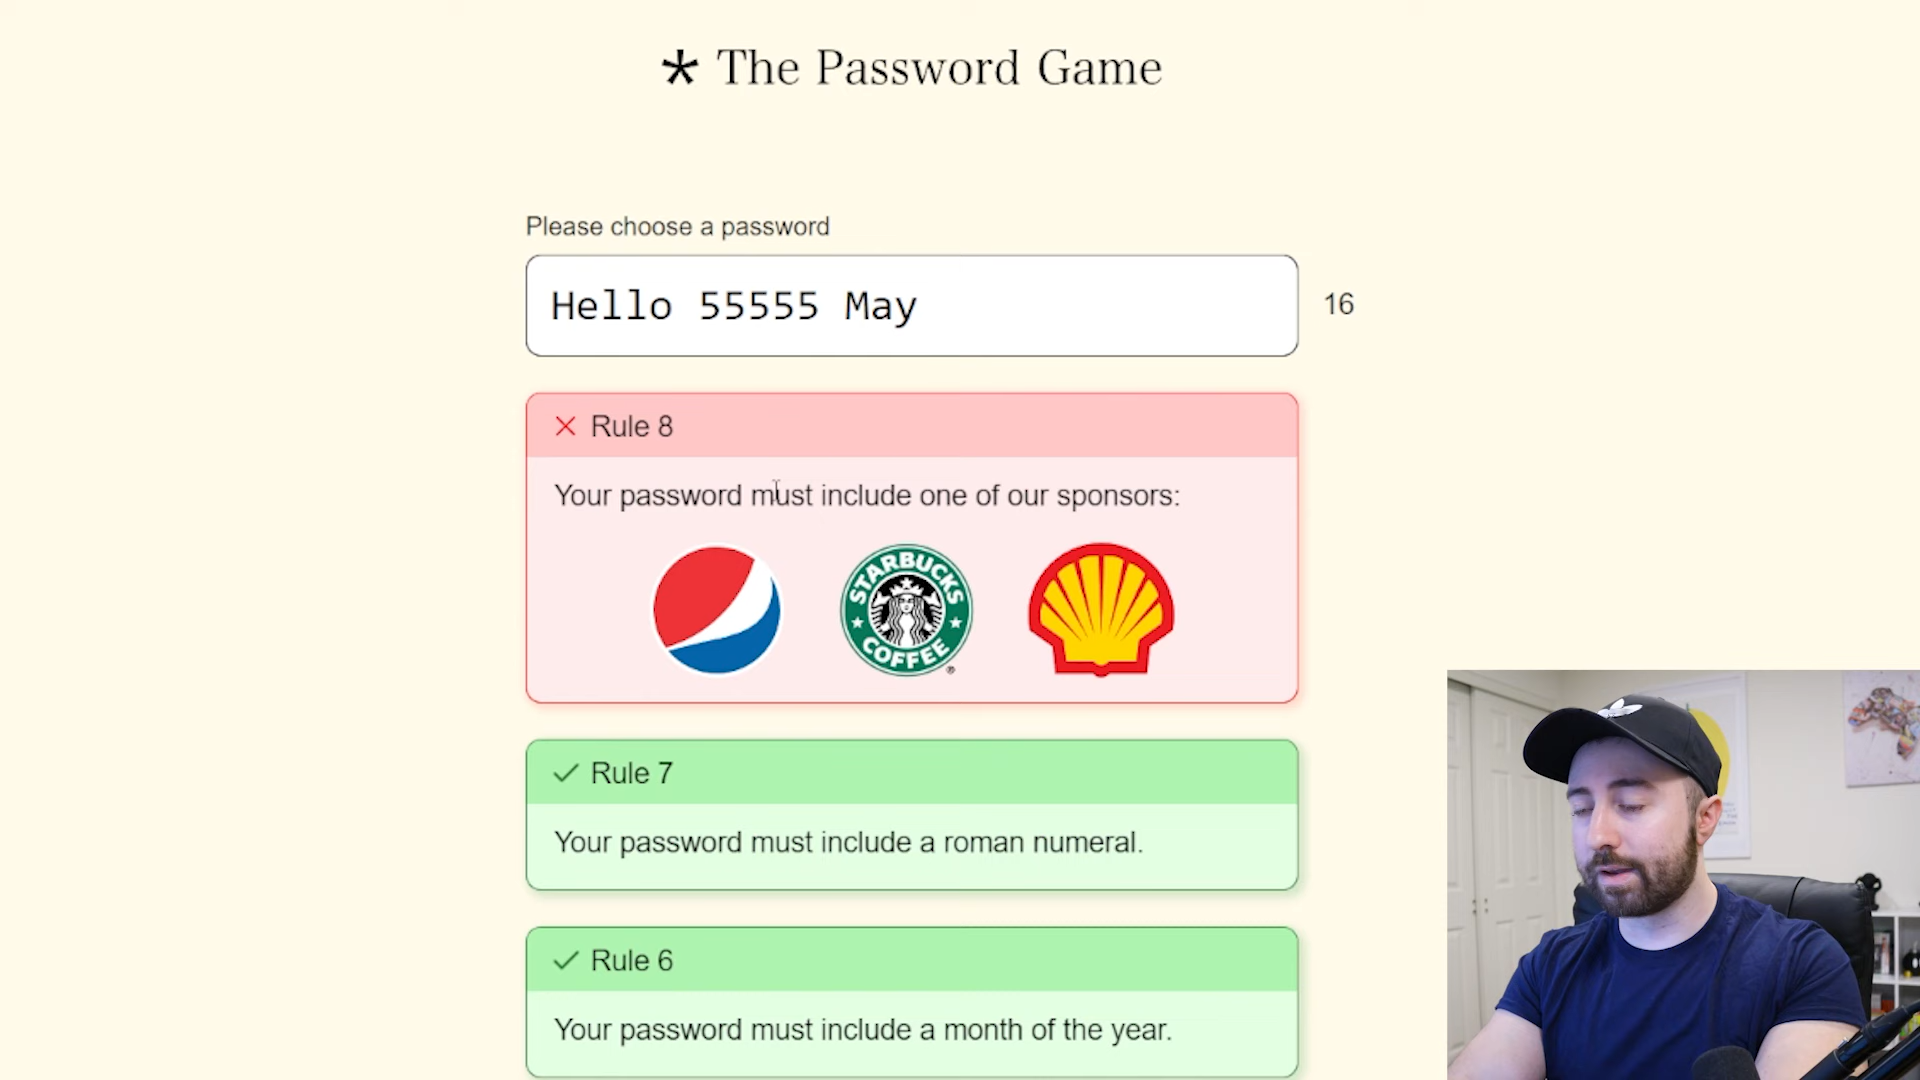 * The Password Game
Please choose a password
Hello 55555 May
16
Rule 8
Your password must include one of our sponsors:
STARBUCKS
COFFEE
®
Rule 7
Your password must include a roman numeral.
Rule 6
Your password must include a month of the year.